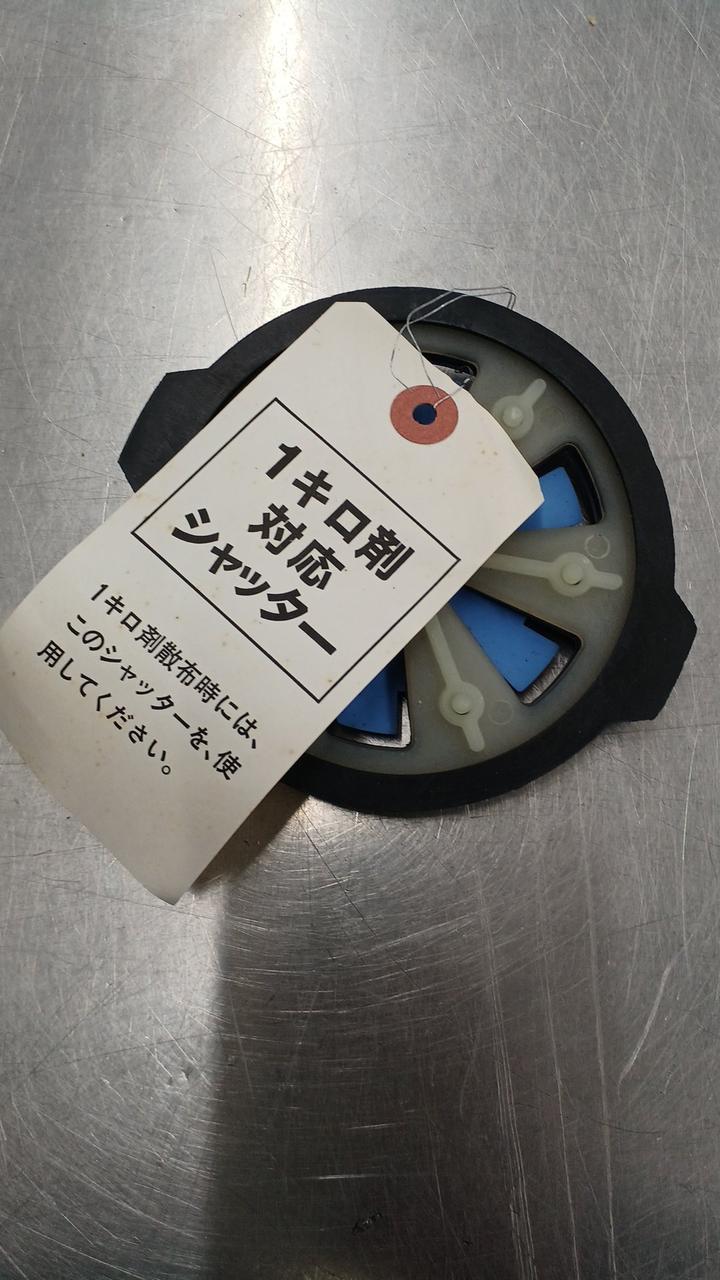 1キロ剤
対応
シャッター
1キロ剤散布時には、
このシャッターを、使
用してください。